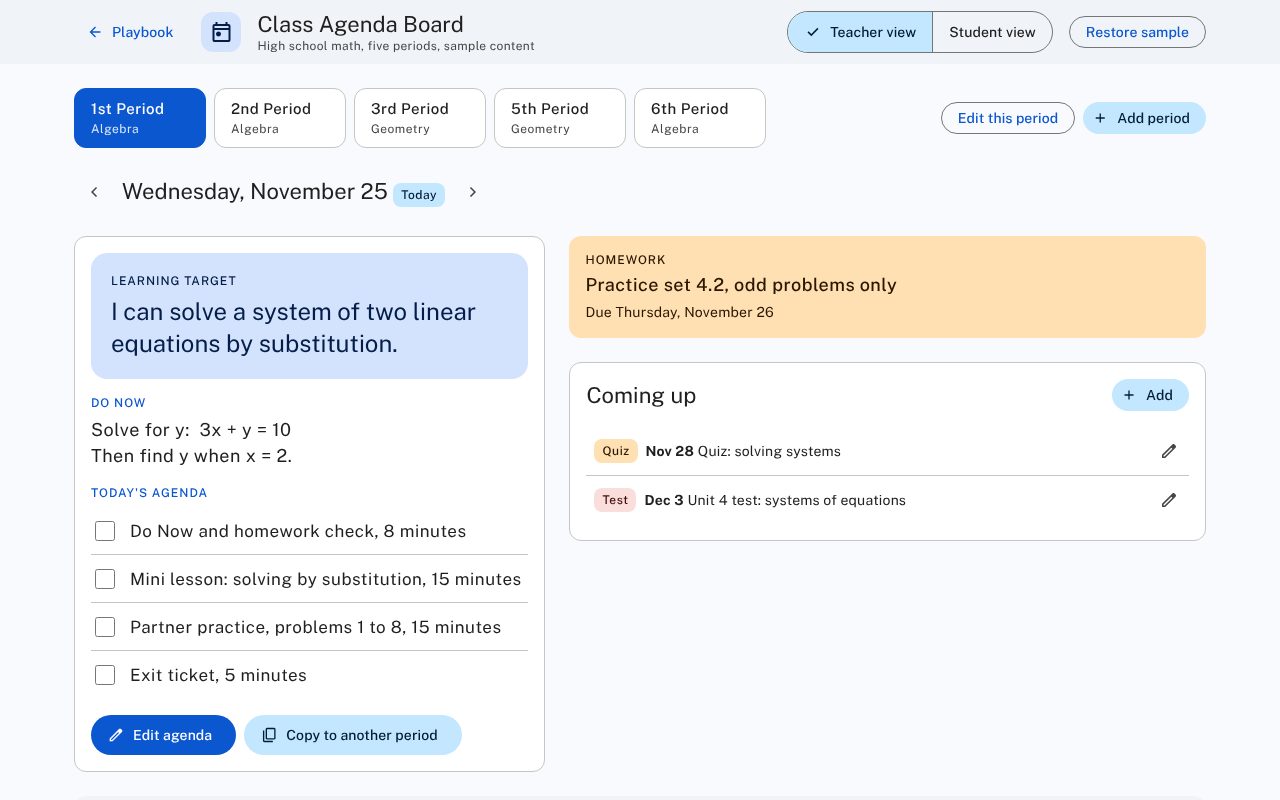 Playbook
Class Agenda Board
High school math, five periods, sample content
Teacher view
Student view
Restore sample
1st Period
Algebra
2nd Period
Algebra
3rd Period
Geometry
5th Period
Geometry
6th Period
Algebra
Edit this period
Add period
Wednesday, November 25 Today
LEARNING TARGET
I can solve a system of two linear
equations by substitution.
DO NOW
Solve for y:  3x + y = 10
Then find y when x = 2.
TODAY'S AGENDA
Do Now and homework check, 8 minutes
Mini lesson: solving by substitution, 15 minutes
Partner practice, problems 1 to 8, 15 minutes
Exit ticket, 5 minutes
Edit agenda
Copy to another period
HOMEWORK
Practice set 4.2, odd problems only
Due Thursday, November 26
Coming up
Add
Quiz Nov 28 Quiz: solving systems
Test Dec 3 Unit 4 test: systems of equations